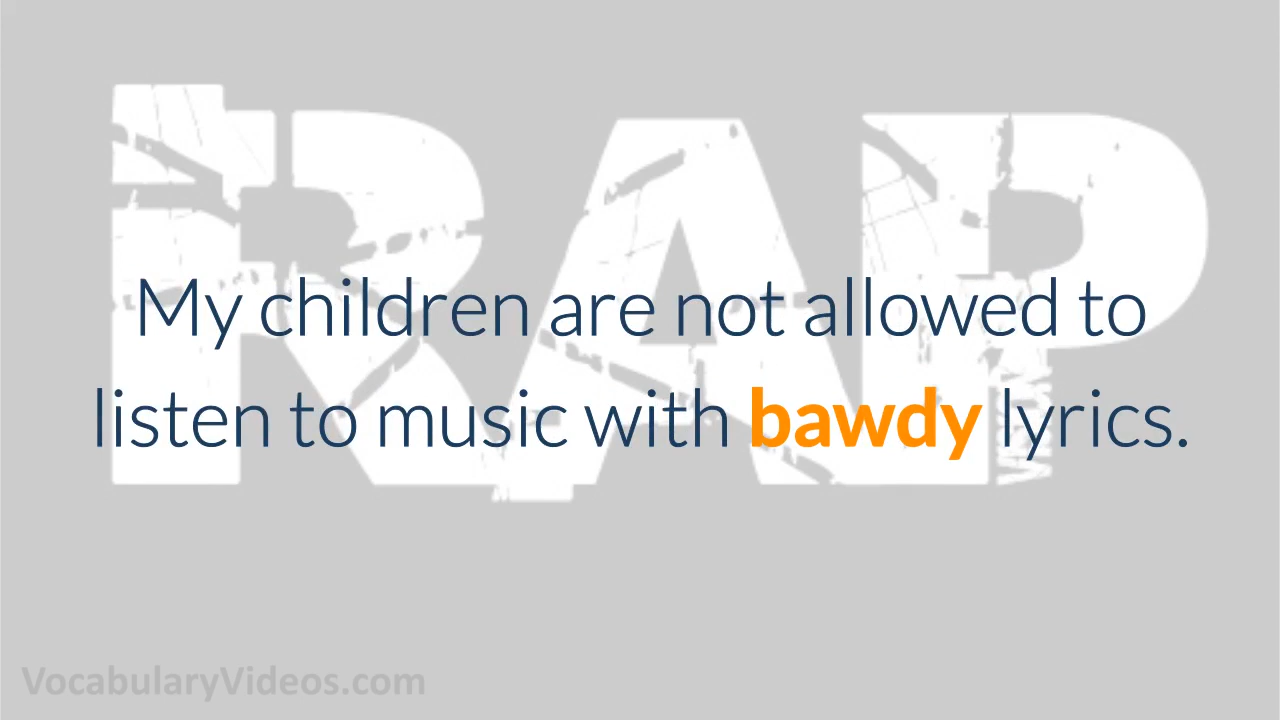 RAP
My children are not allowed to
listen to music with bawdy lyrics.
VocabularyVideos.com